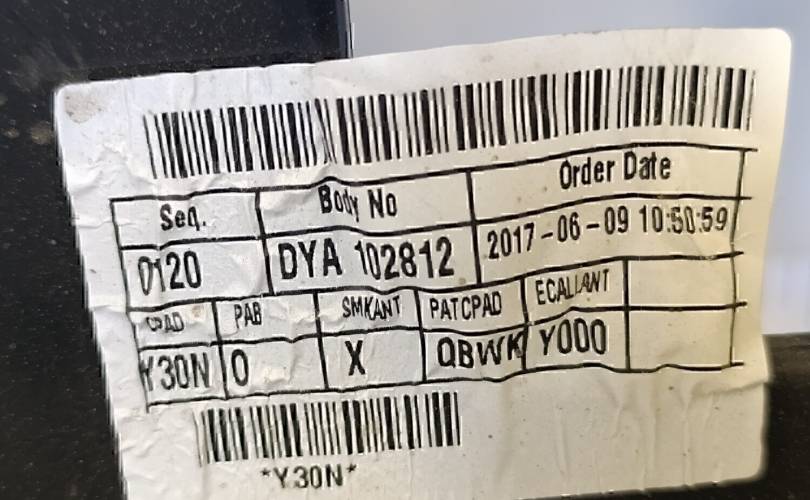 Seq. Body No Order Date
0120 DYA 102812 2017-06-09 10:50:59
CPAD PAB SMKANT PATCPAD ECALLANT
Y30N 0 X QBWK Y000
*Y30N*